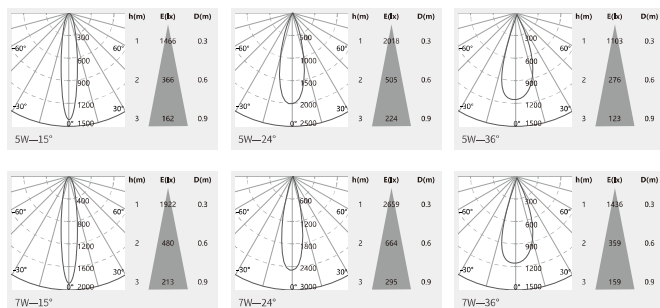 h(m) E(lx) D(m)
300
1 1466 0.3
-60° 60°
600
2 366 0.6
900
-30° 1200 30°
3 162 0.9
0° 1500
5W—15°
h(m) E(lx) D(m)
500
1 2018 0.3
-60° 60°
1000
2 505 0.6
1500
-30° 2000 30°
3 224 0.9
0° 2500
5W—24°
h(m) E(lx) D(m)
300
1 1103 0.3
-60° 60°
600
2 276 0.6
900
-30° 1200 30°
3 123 0.9
0° 1500
5W—36°
h(m) E(lx) D(m)
400
1 1922 0.3
-60° 60°
800
2 480 0.6
1200
-30° 1600 30°
3 213 0.9
0° 2000
7W—15°
h(m) E(lx) D(m)
600
1 2659 0.3
-60° 60°
1200
2 664 0.6
1800
-30° 2400 30°
3 295 0.9
0° 3000
7W—24°
h(m) E(lx) D(m)
300
1 1436 0.3
-60° 60°
600
2 359 0.6
900
-30° 1200 30°
3 159 0.9
0° 1500
7W—36°